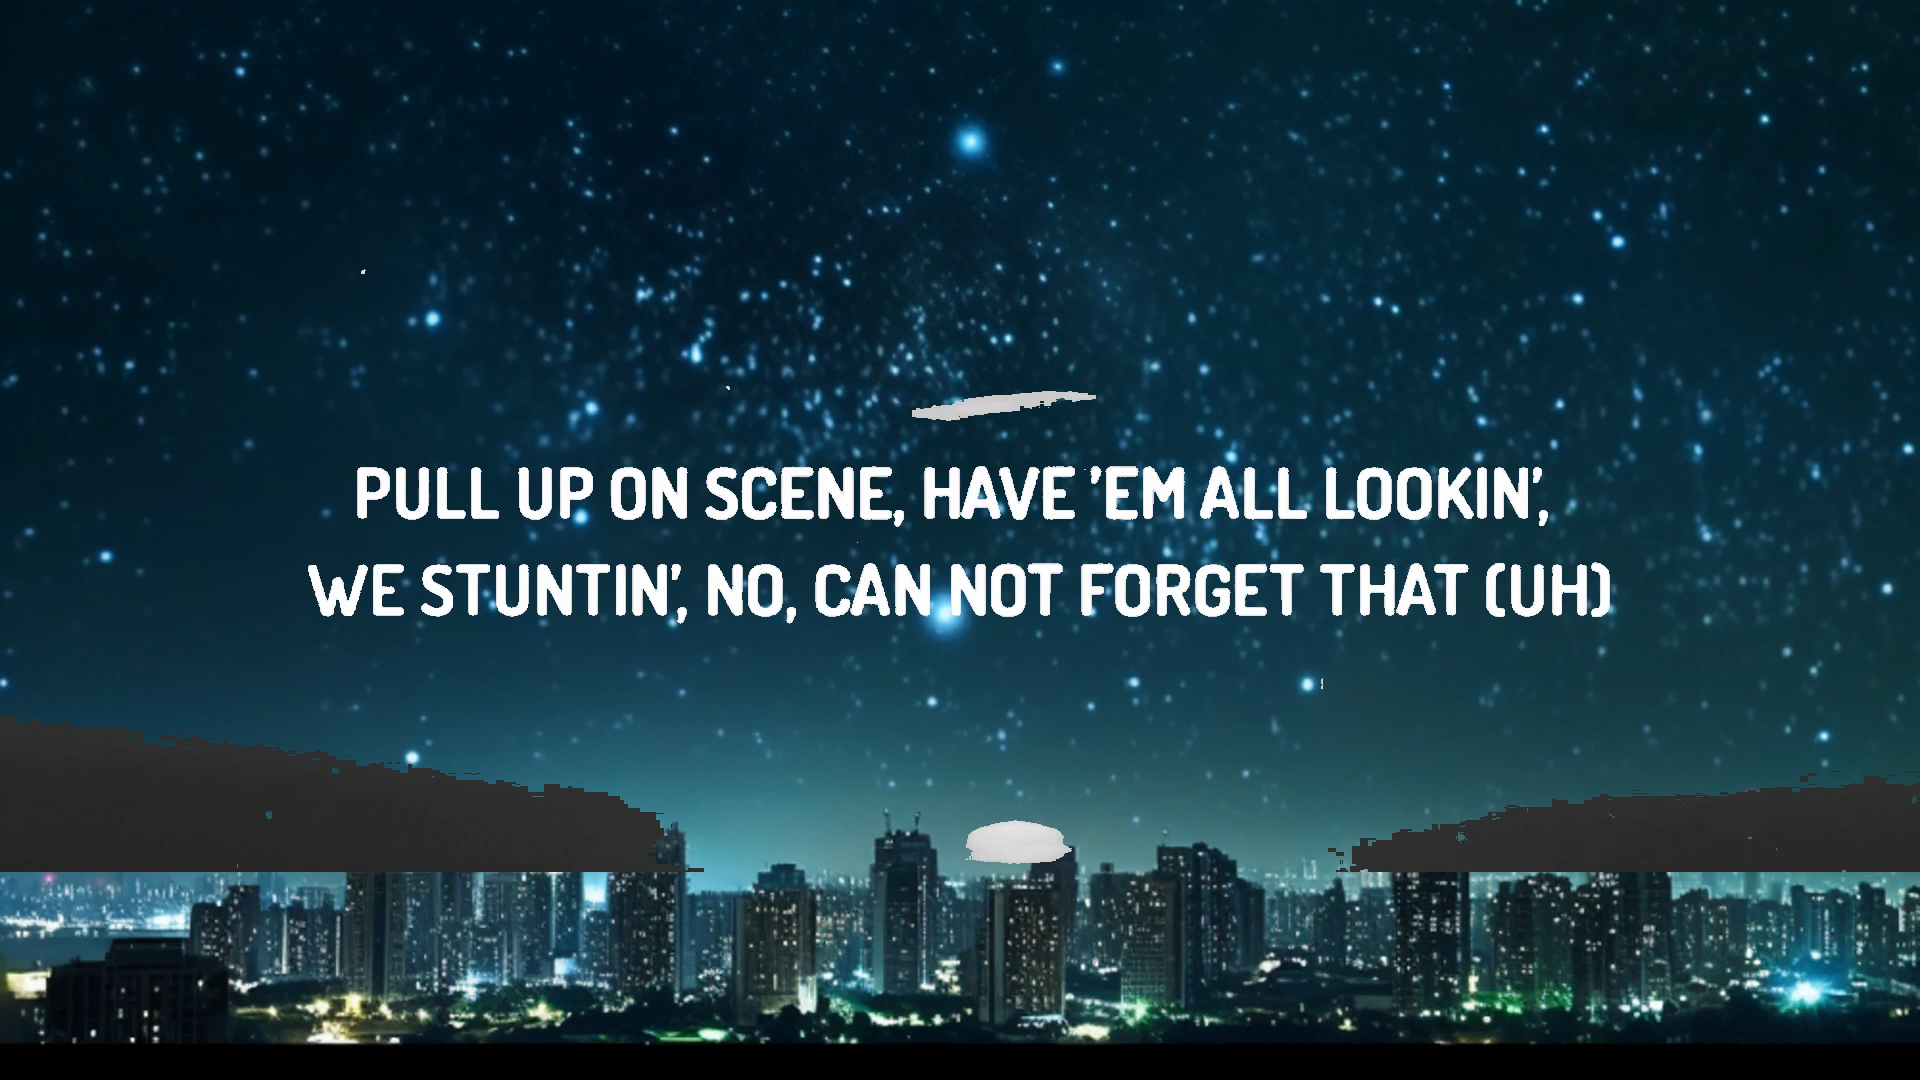 PULL UP ON SCENE, HAVE 'EM ALL LOOKIN',
WE STUNTIN', NO, CAN NOT FORGET THAT (UH)